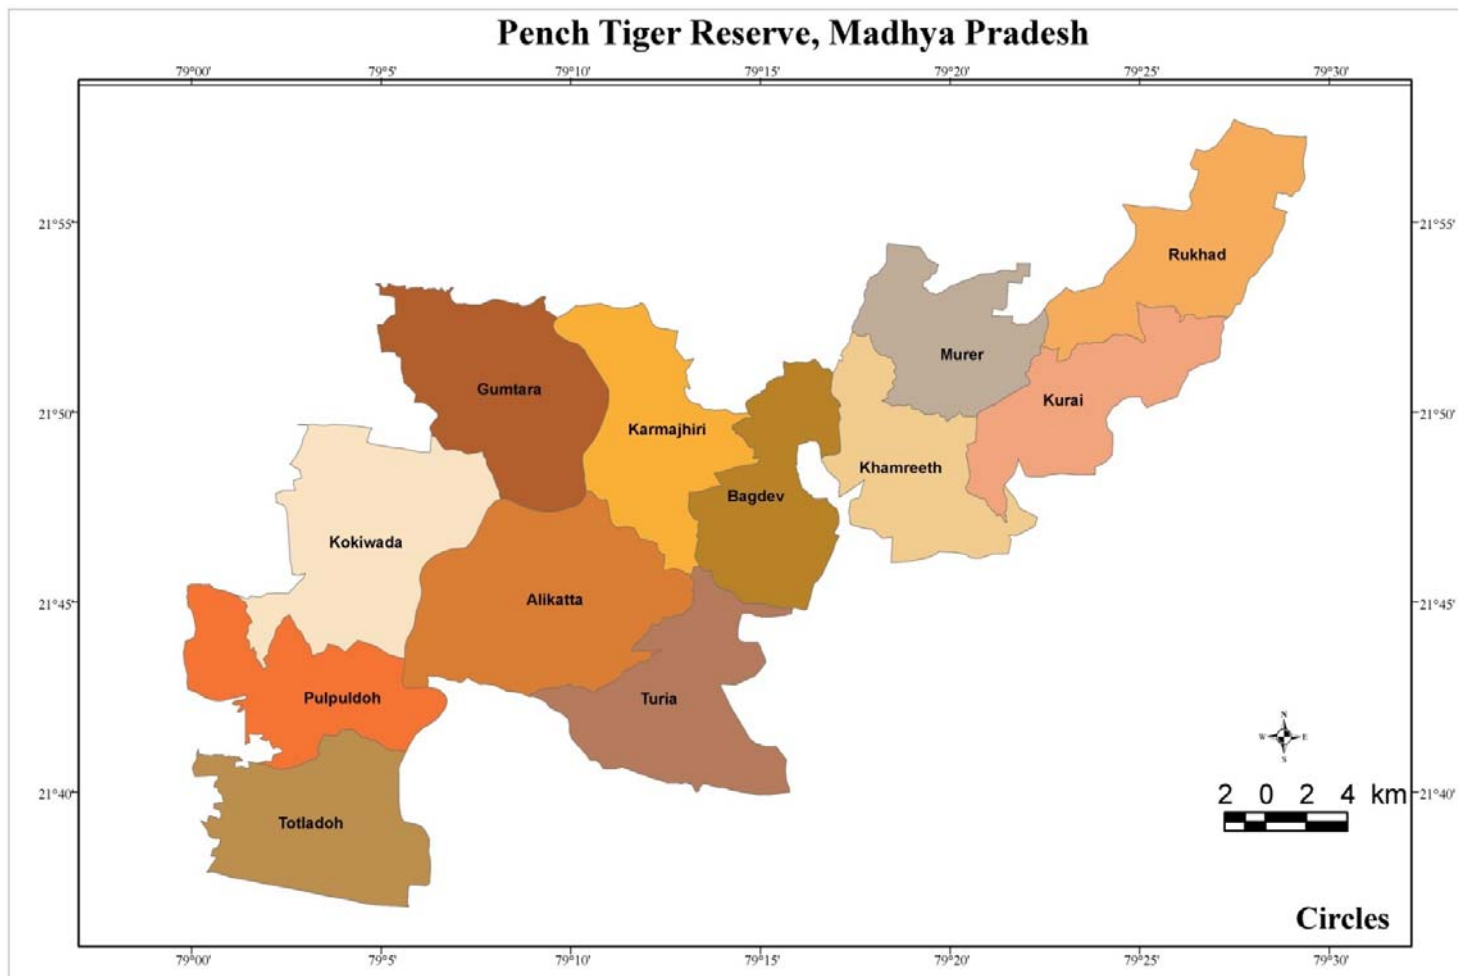 Pench Tiger Reserve, Madhya Pradesh
79°00' 79°5' 79°10' 79°15' 79°20' 79°25' 79°30'
21°55' 21°55'
Rukhad
Murer
Gumtara
Kurai
21°50' 21°50'
Karmajhiri
Khamreeth
Bagdev
Kokiwada
Alikatta
21°45' 21°45'
Pulpuldoh
Turia
N
W E
S
21°40' 21°40'
2 0 2 4 km
Totladoh
Circles
79°00' 79°5' 79°10' 79°15' 79°20' 79°25' 79°30'